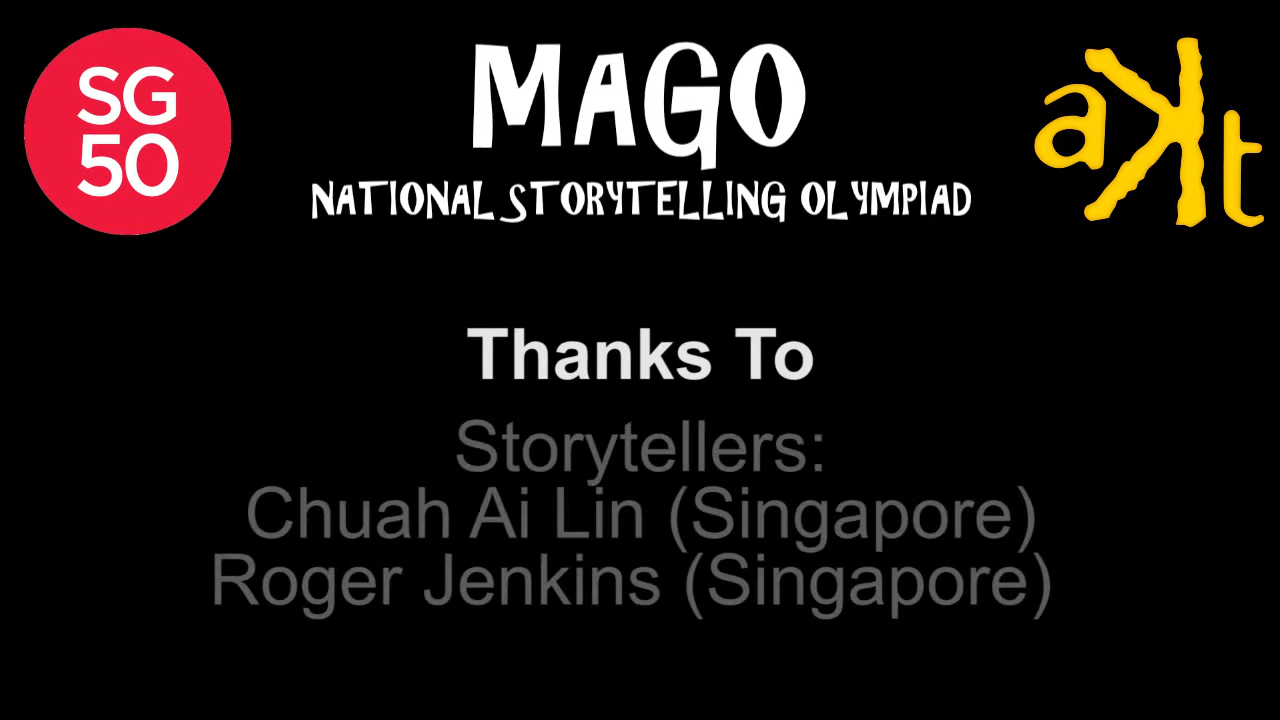 SG
50
MAGO
NATIONAL STORYTELLING OLYMPIAD
aKt
Thanks To
Storytellers:
Chuah Ai Lin (Singapore)
Roger Jenkins (Singapore)